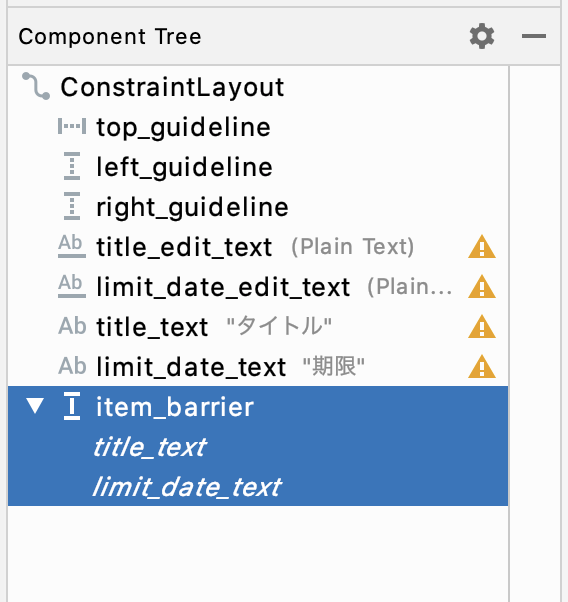 Component Tree
ConstraintLayout
top_guideline
left_guideline
right_guideline
Ab title_edit_text (Plain Text)
Ab limit_date_edit_text (Plain...
Ab title_text "タイトル"
Ab limit_date_text "期限"
item_barrier
title_text
limit_date_text